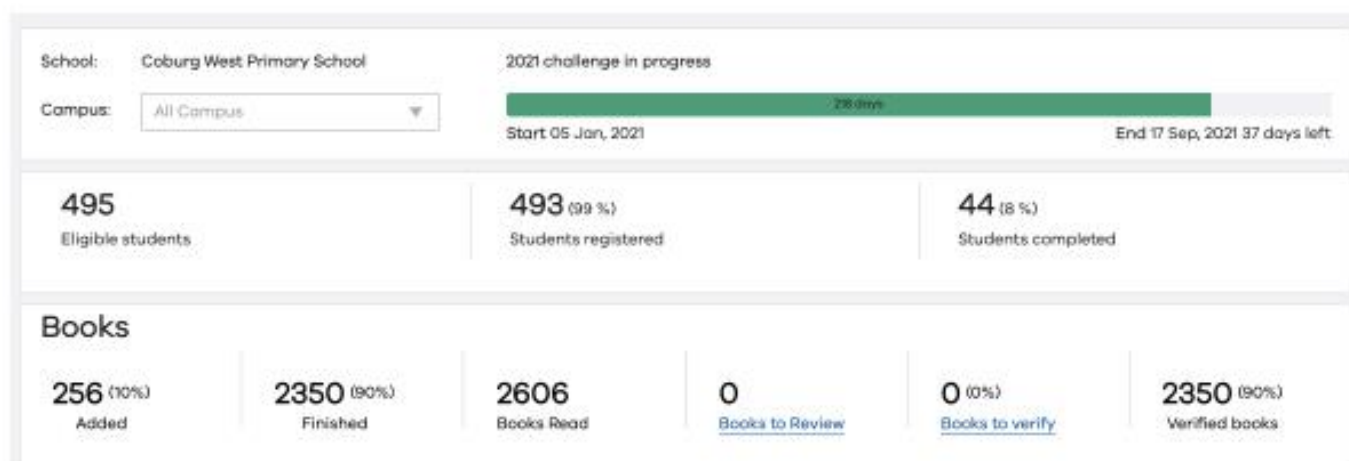 School: Coburg West Primary School
2021 challenge in progress
Campus: All Campus
218 days
Start 05 Jan, 2021
End 17 Sep, 2021 37 days left
495
Eligible students
493 (99 %)
Students registered
44 (8 %)
Students completed
Books
256 (10%)
Added
2350 (90%)
Finished
2606
Books Read
0
Books to Review
0 (0%)
Books to verify
2350 (90%)
Verified books